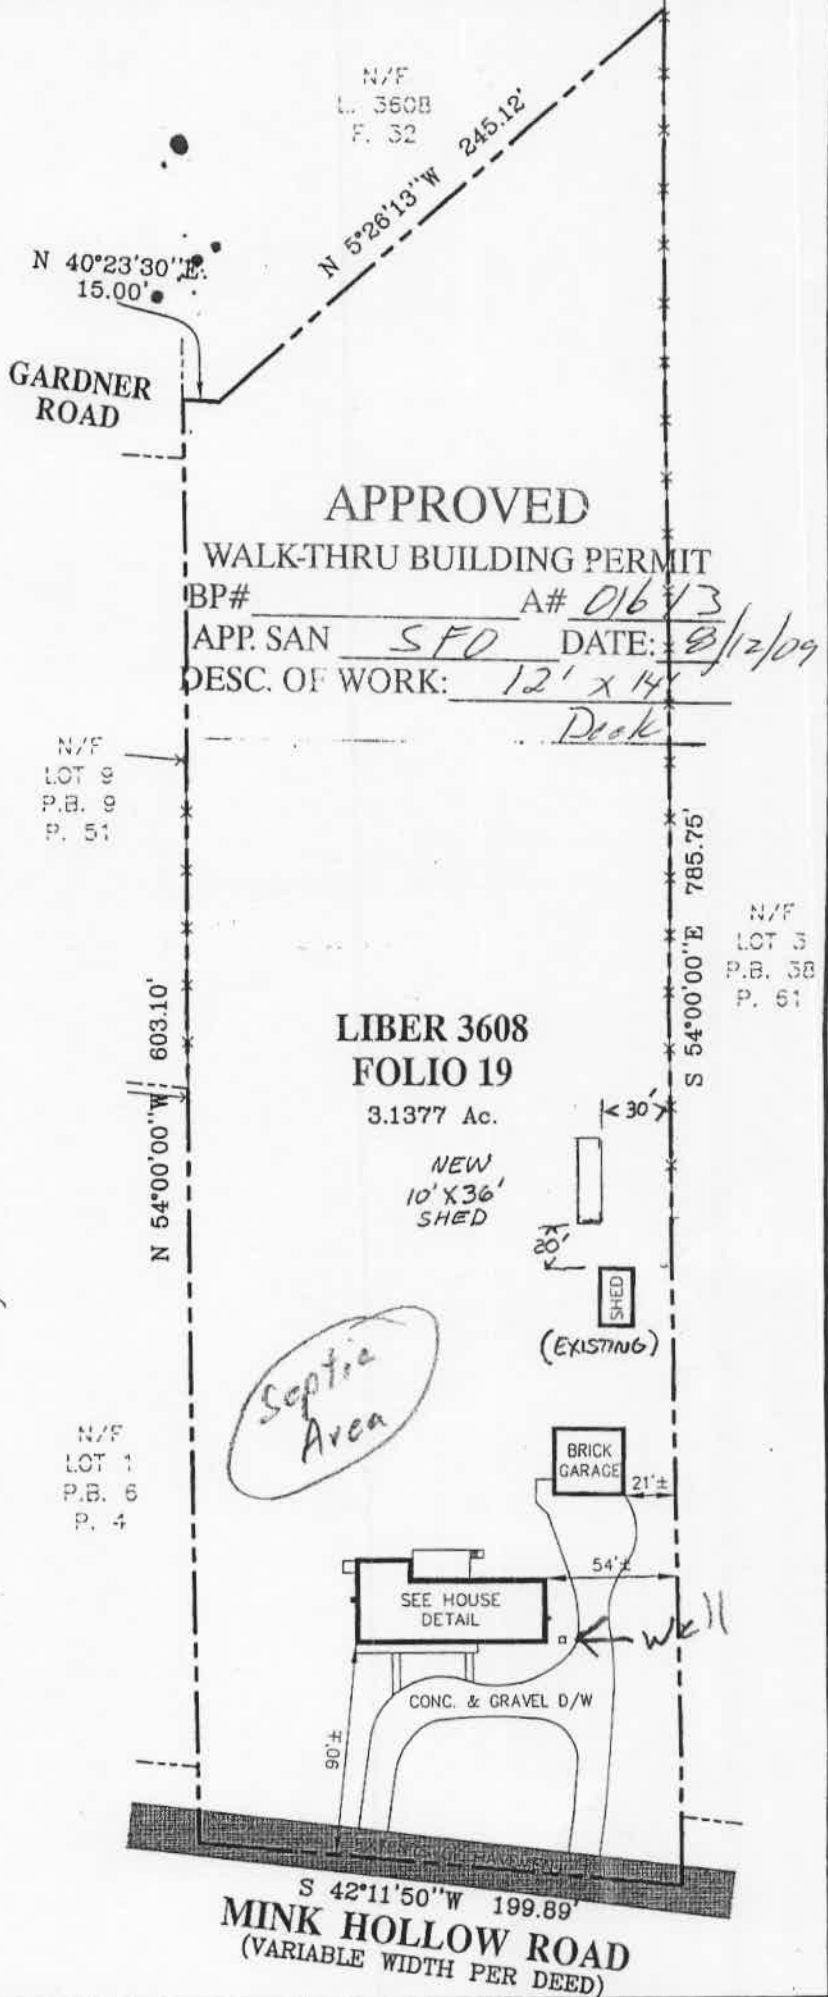 N/F
L. 3608
F. 32
N 5°26'13"W 245.12'
N 40°23'30"E
15.00'
GARDNER
ROAD
APPROVED
WALK-THRU BUILDING PERMIT
BP# A# 01613
APP. SAN SFD DATE: 8/12/09
DESC. OF WORK: 12' X 14'
Deck
N/F
LOT 9
P.B. 9
P. 51
S 54°00'00"E 785.75'
N/F
LOT 3
P.B. 38
P. 61
N 54°00'00"W 603.10'
LIBER 3608
FOLIO 19
3.1377 Ac.
30'
NEW
10' X 36'
SHED
20'
SHED
(EXISTING)
Septic
Area
N/F
LOT 1
P.B. 6
P. 4
BRICK
GARAGE
21'±
54'±
SEE HOUSE
DETAIL
Well
CONC. & GRAVEL D/W
90'±
PAVEMENT
S 42°11'50"W 199.89'
MINK HOLLOW ROAD
(VARIABLE WIDTH PER DEED)